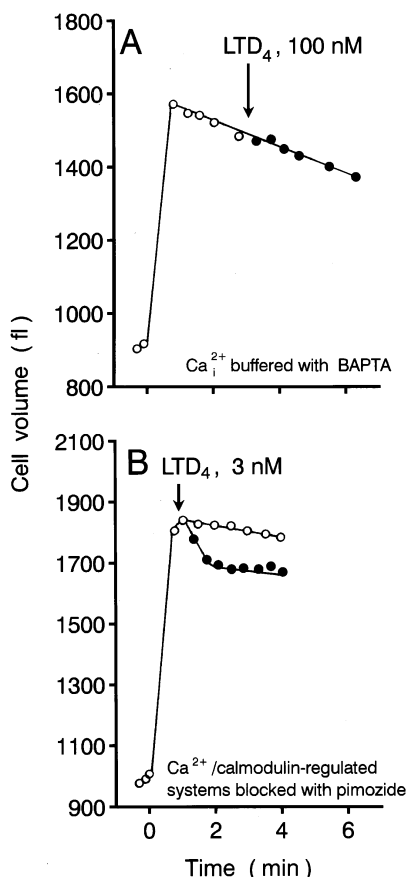 1800
A
LTD4 , 100 nM
1600
1400
1200
1000
Ca i 2+ buffered with BAPTA
800
Cell volume ( fl )
2100
B LTD4 , 3 nM
1900
1700
1500
1300
1100
Ca2+ /calmodulin-regulated
systems blocked with pimozide
900
0 2 4 6
Time ( min )